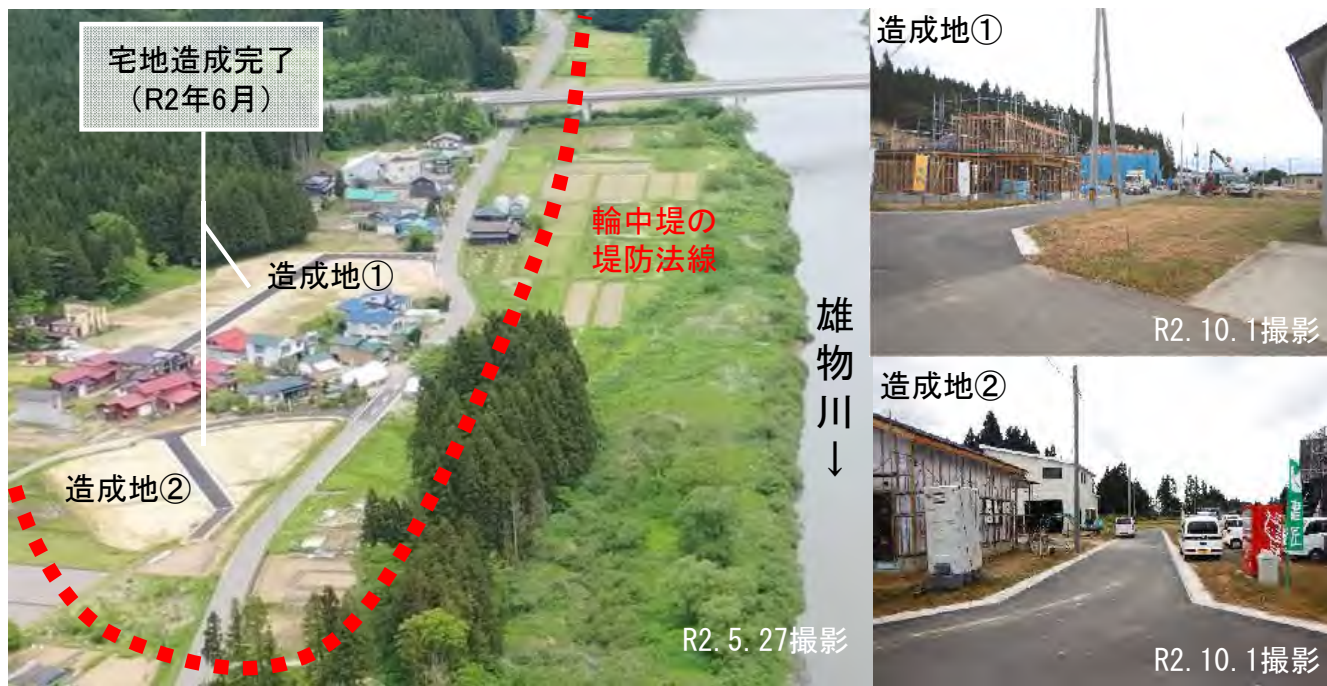 宅地造成完了
（R2年6月）
造成地①
造成地②
輪中堤の
堤防法線
雄物川→
R2.5.27撮影
造成地①
R2.10.1撮影
造成地②
R2.10.1撮影